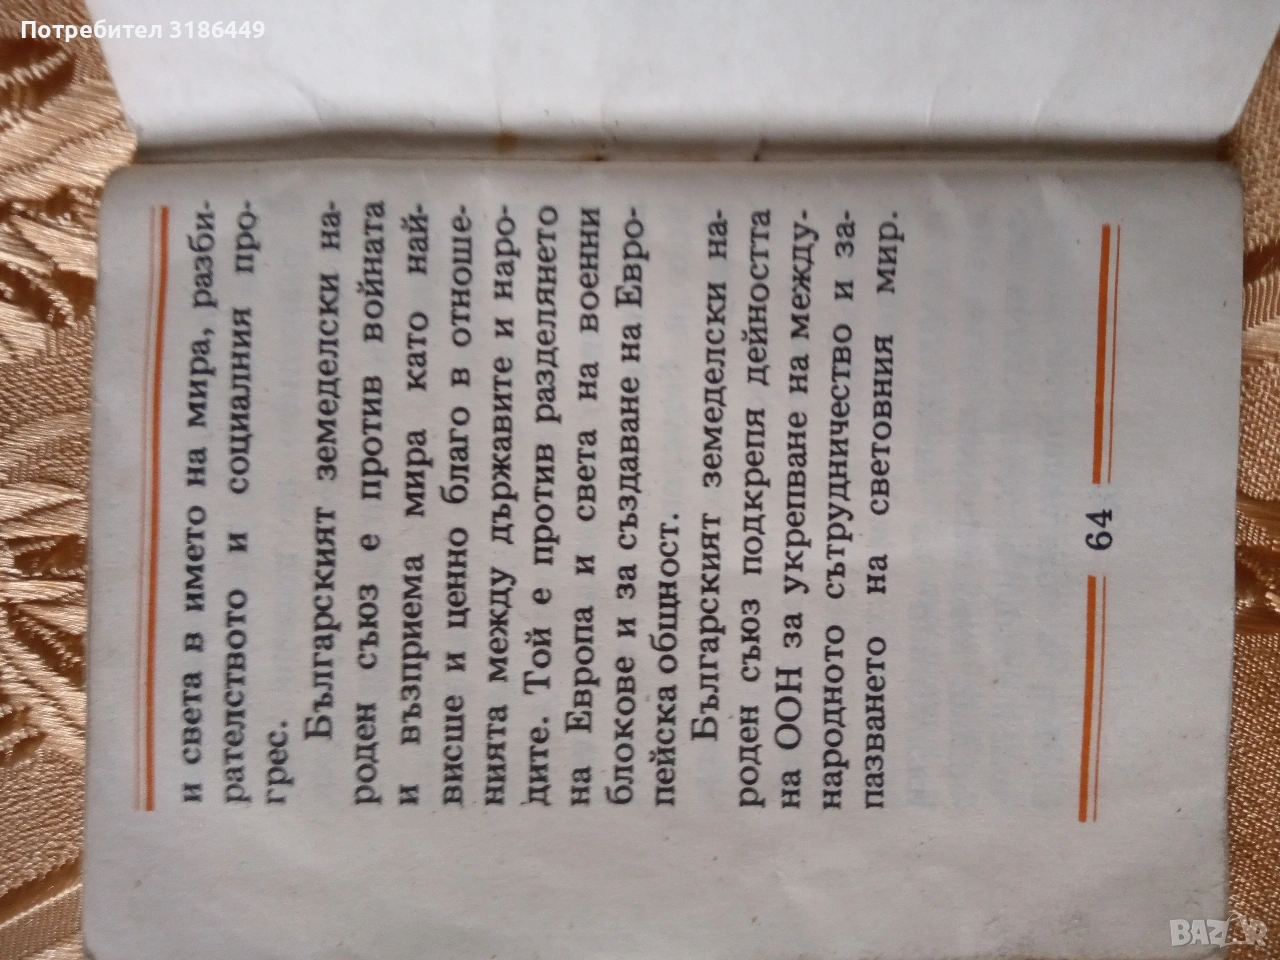 Потребител 3186449
и света в името на мира, разби-
рателството и социалния про-
грес.
Българският земеделски на-
роден съюз е против войната
и възприема мира като най-
висше и ценно благо в отноше-
нията между държавите и наро-
дите. Той е против разделянето
на Европа и света на военни
блокове и за създаване на Евро-
пейска общност.
Българският земеделски на-
роден съюз подкрепя дейността
на ООН за укрепване на между-
народното сътрудничество и за-
пазването на световния мир.
64
BAZAR